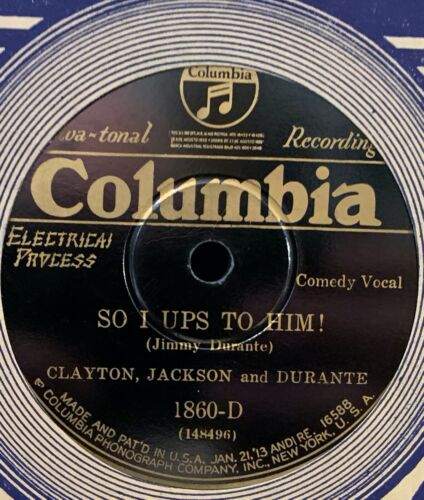 Columbia
va-tonal Recording
Columbia
ELECTRICAL
PROCESS
Comedy Vocal
SO I UPS TO HIM!
(Jimmy Durante)
CLAYTON, JACKSON and DURANTE
1860-D
(148496)
MADE AND PAT'D IN U.S.A. JAN. 21, '13 AND RE. 16588
COLUMBIA PHONOGRAPH COMPANY, INC., NEW YORK, U.S.A.